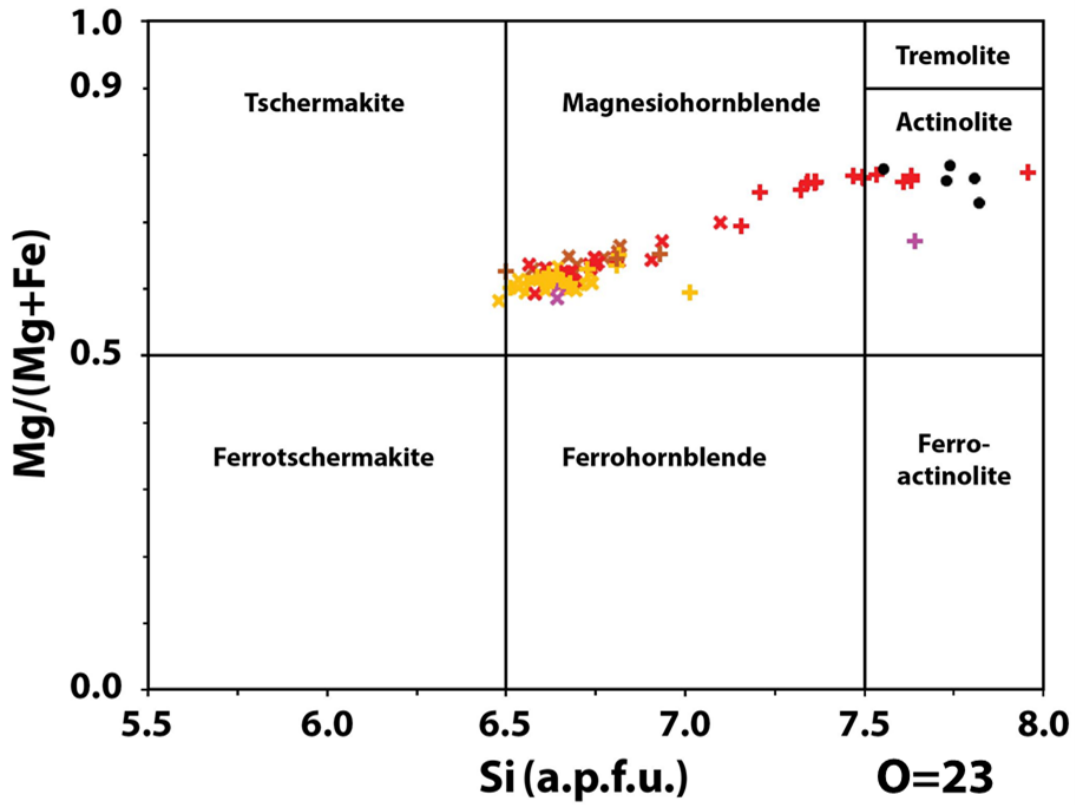 1.0
0.9
Tschermakite
Magnesiohornblende
Tremolite
Actinolite
Mg/(Mg+Fe)
0.5
Ferrotschermakite
Ferrohornblende
Ferro-
actinolite
0.0
5.5
6.0
6.5
7.0
7.5
8.0
Si (a.p.f.u.)
O=23